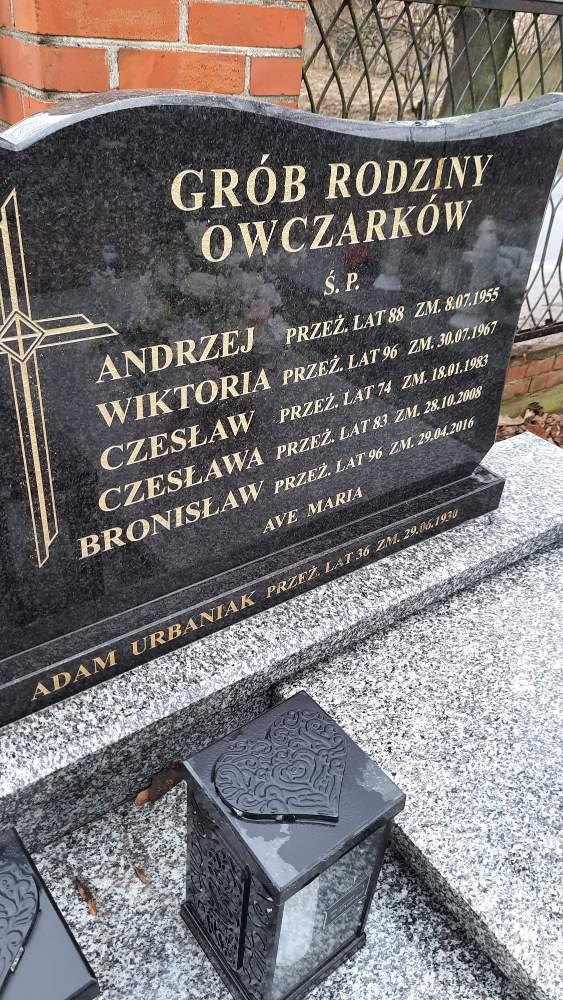 GRÓB RODZINY
OWCZARKÓW
Ś. P.
ANDRZEJ PRZEŻ. LAT 88 ZM. 8.07.1955
WIKTORIA PRZEŻ. LAT 96 ZM. 30.07.1967
CZESŁAW PRZEŻ. LAT 74 ZM. 18.01.1983
CZESŁAWA PRZEŻ. LAT 83 ZM. 28.10.2008
BRONISŁAW PRZEŻ. LAT 96 ZM. 29.04.2016
AVE MARIA
ADAM URBANIAK PRZEŻ. LAT 36 ZM. 29.06.1930